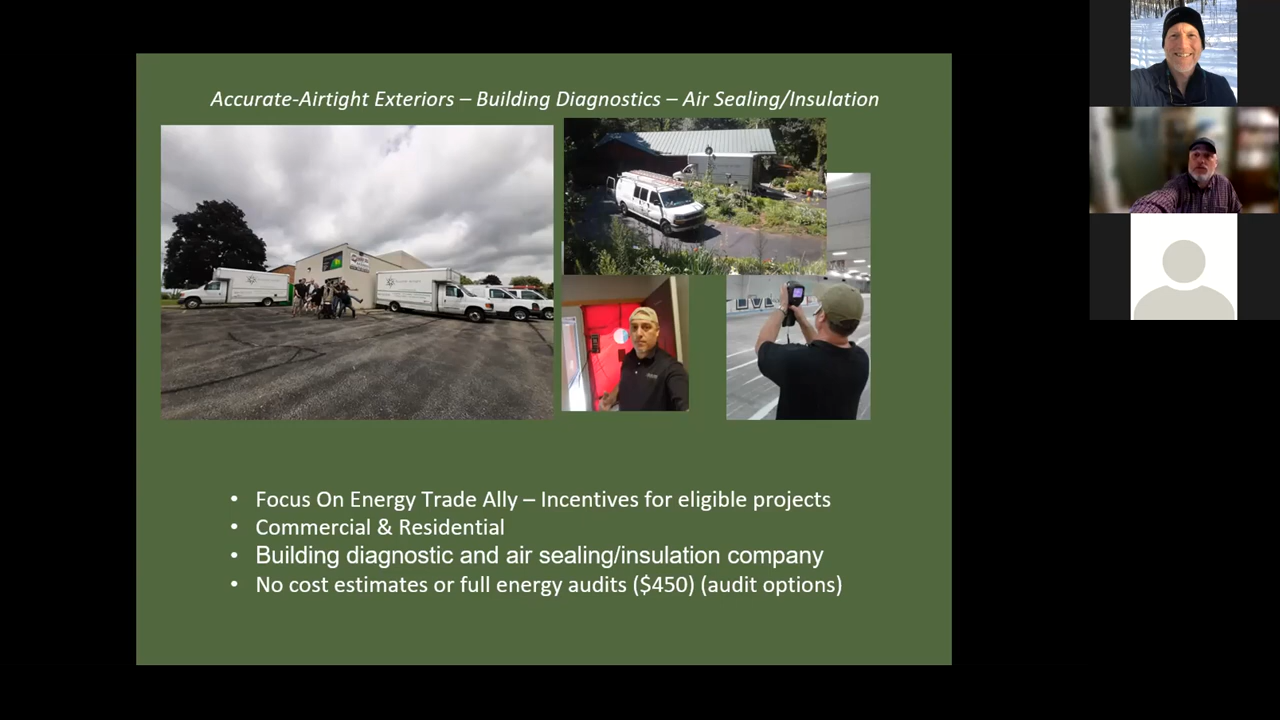 Accurate-Airtight Exteriors – Building Diagnostics – Air Sealing/Insulation
• Focus On Energy Trade Ally – Incentives for eligible projects
• Commercial & Residential
• Building diagnostic and air sealing/insulation company
• No cost estimates or full energy audits ($450) (audit options)